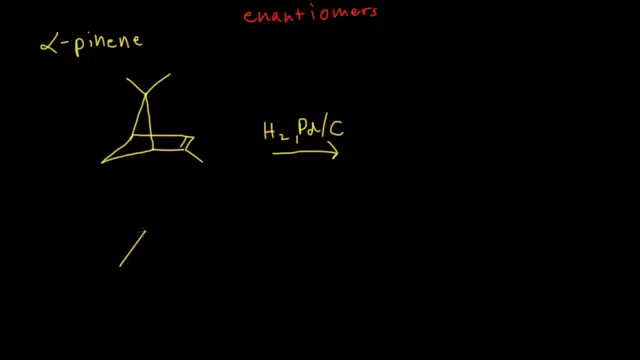 enantiomers
α-pinene
H₂, Pd/C